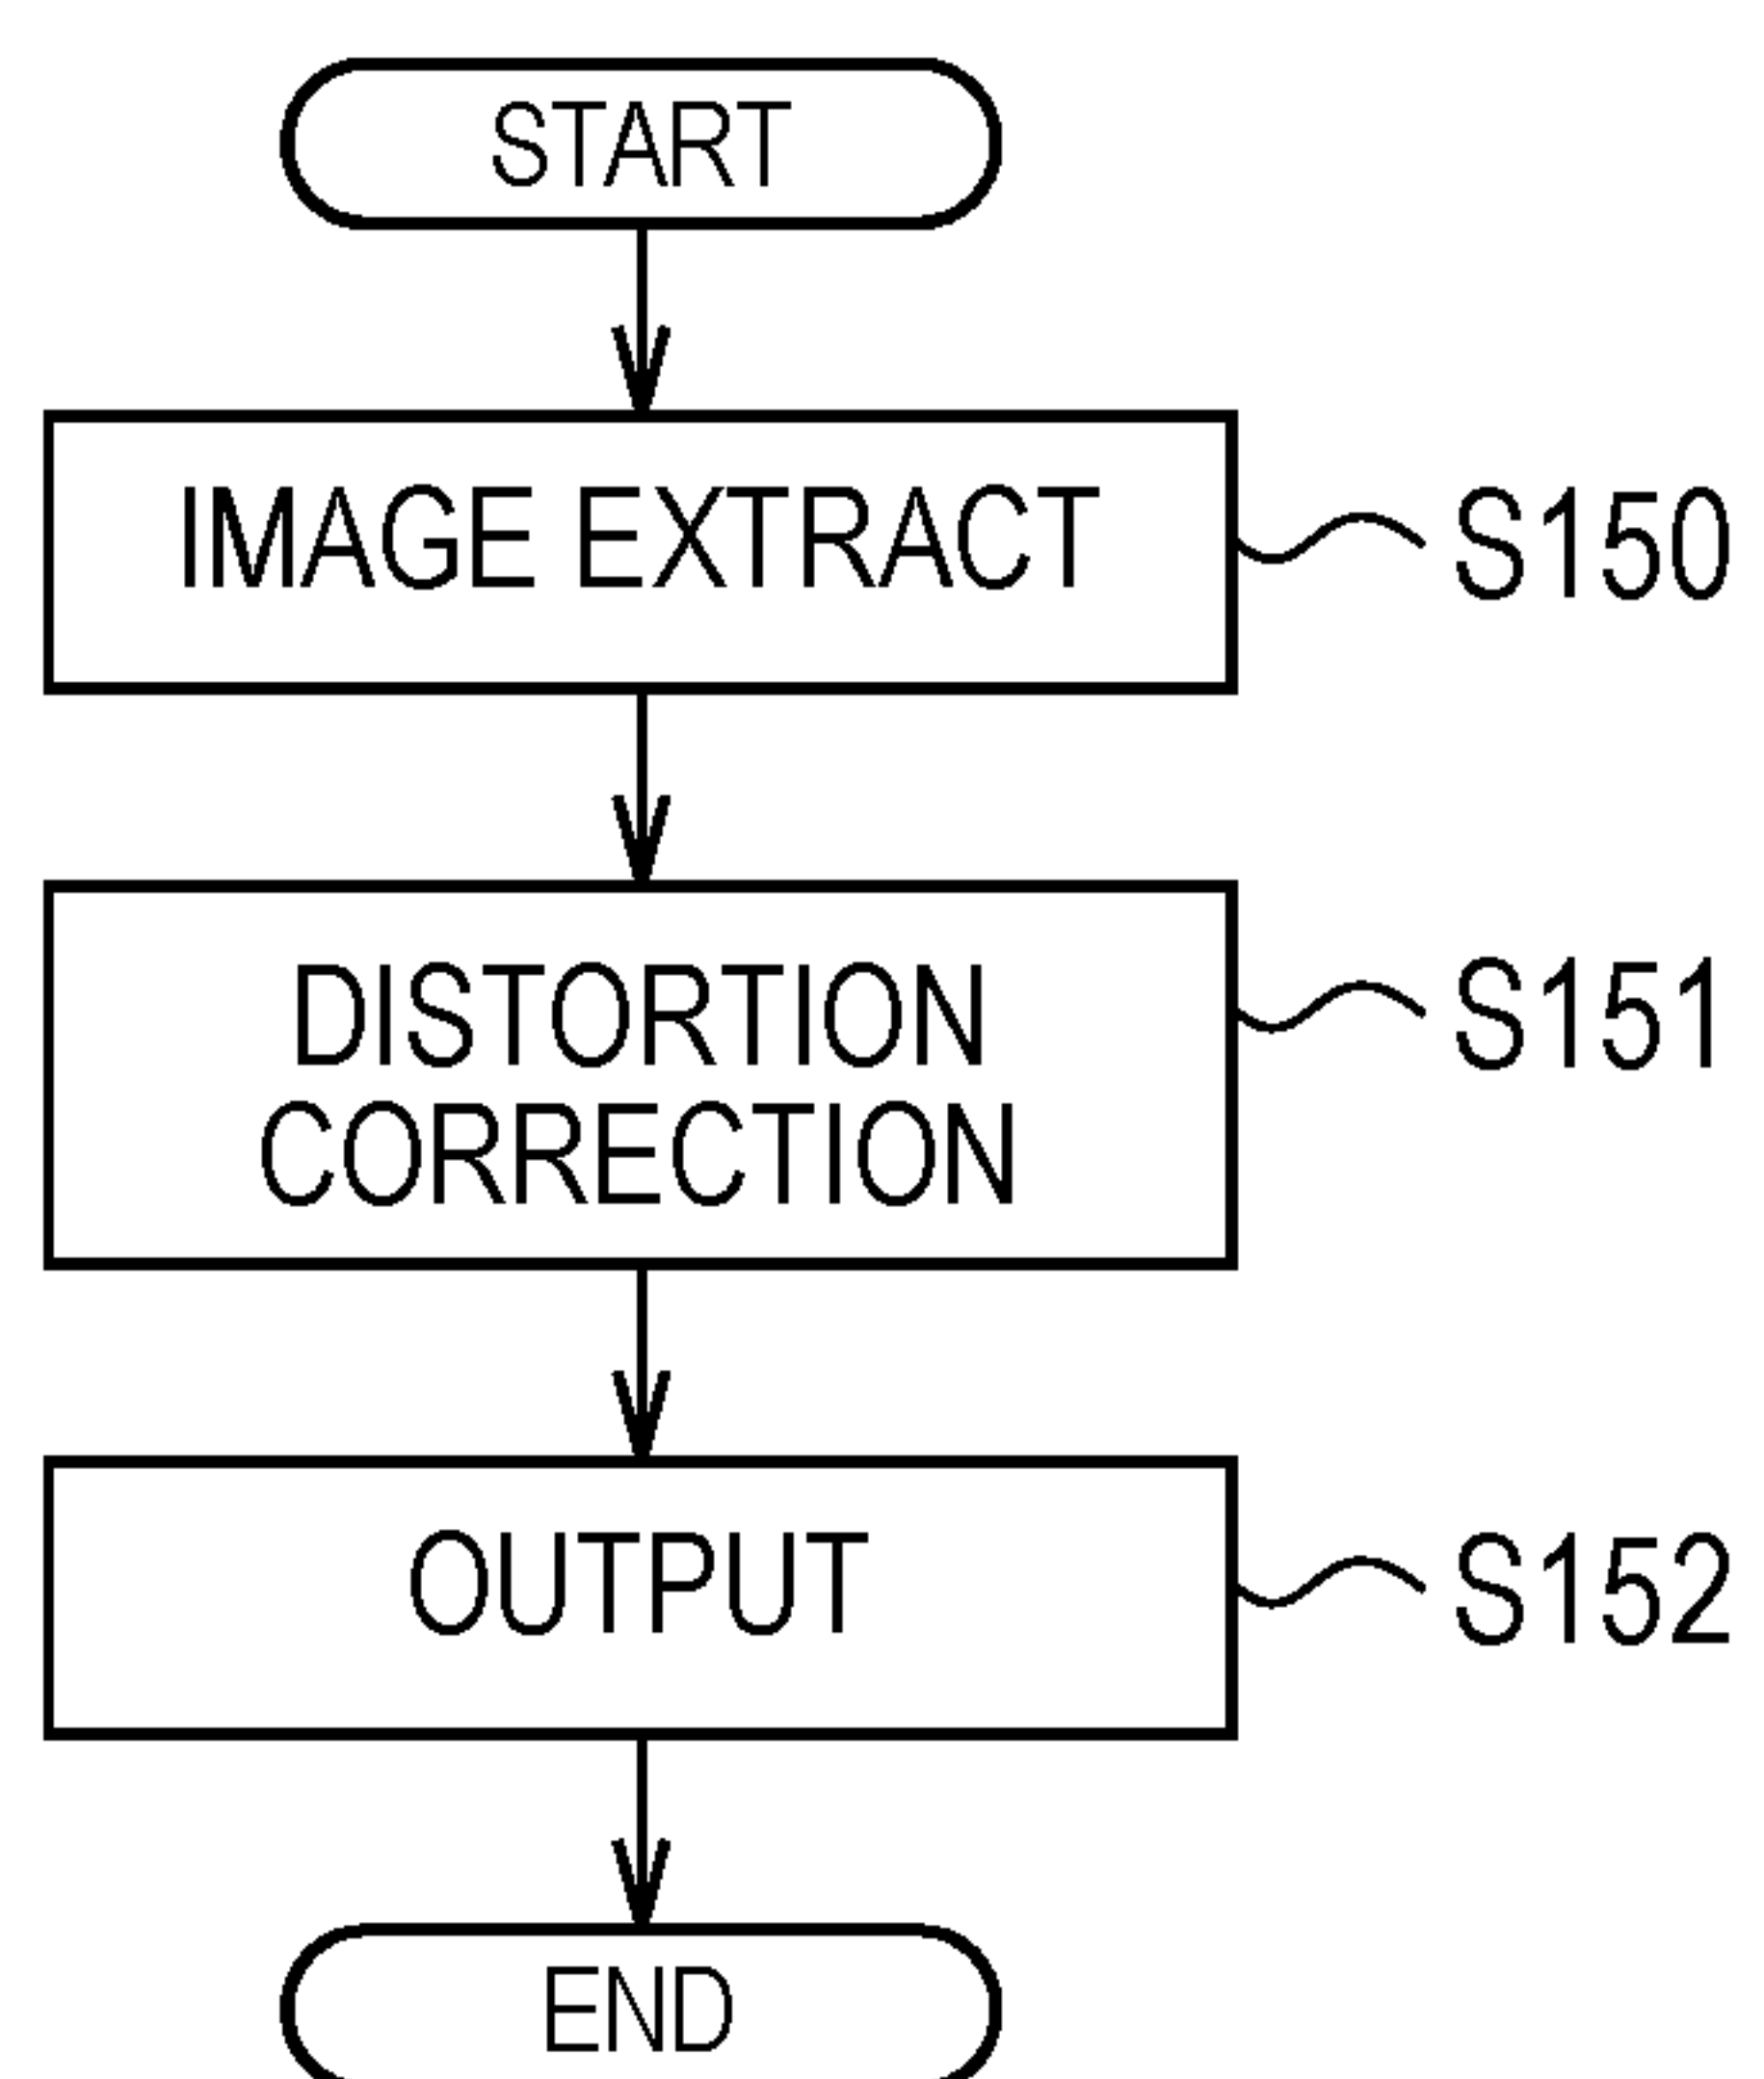 START
IMAGE EXTRACT
S150
DISTORTION
CORRECTION
S151
OUTPUT
S152
END